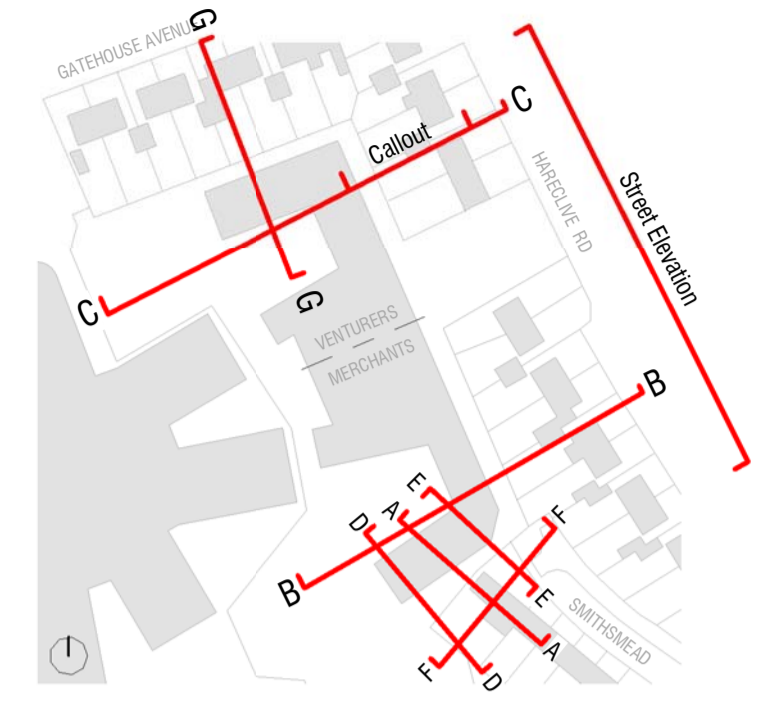 G
GATEHOUSE AVENUE
C
Callout
HARECLIVE RD
Street Elevation
C
G
VENTURERS
MERCHANTS
B
E
A
D
F
B
E
SMITHSMEAD
A
F
D